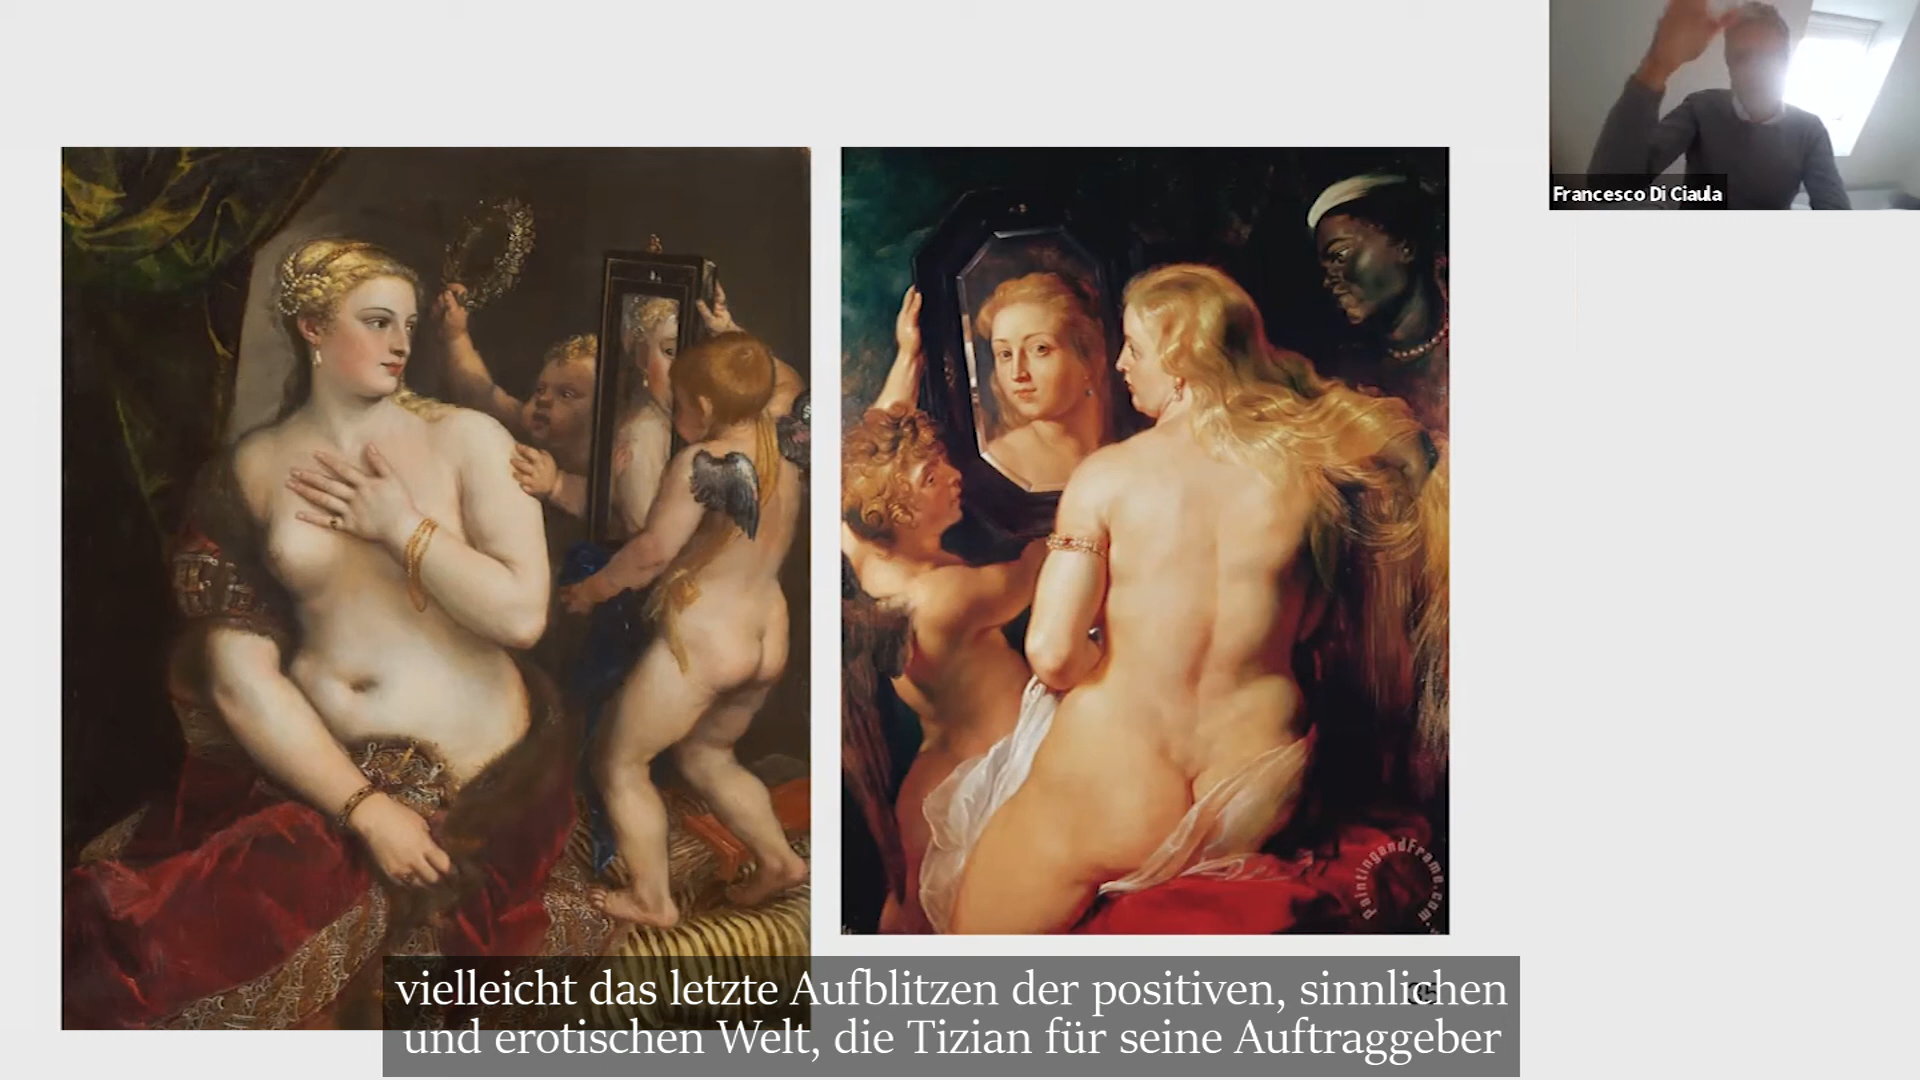 Francesco Di Ciaula
PaintingandFrame.com
vielleicht das letzte Aufblitzen der positiven, sinnlichen
und erotischen Welt, die Tizian für seine Auftraggeber